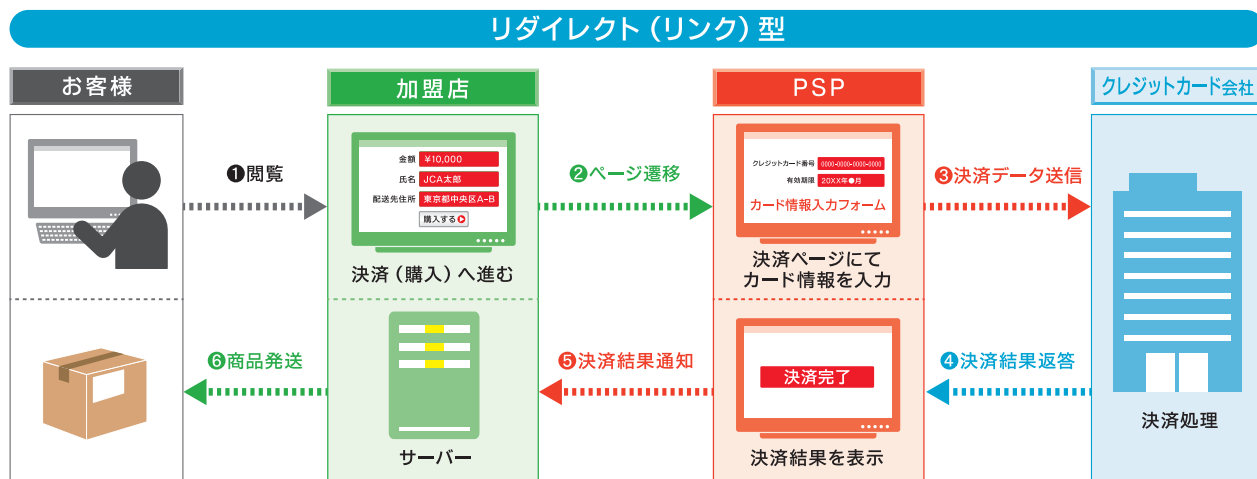 リダイレクト（リンク）型
お客様
加盟店
PSP
クレジットカード会社
❶閲覧
金額 ¥10,000
氏名 JCA太郎
配送先住所 東京都中央区A-B
購入する
決済（購入）へ進む
❷ページ遷移
クレジットカード番号 0000-0000-0000-0000
有効期限 20XX年●月
カード情報入力フォーム
決済ページにて
カード情報を入力
❸決済データ送信
決済処理
❹決済結果返答
決済完了
決済結果を表示
❺決済結果通知
サーバー
❻商品発送